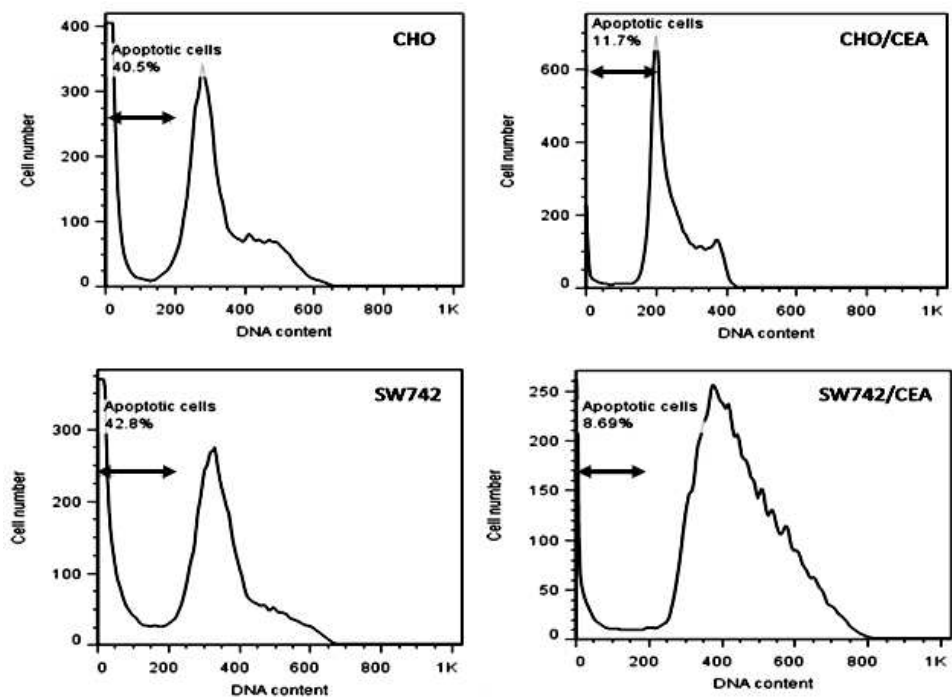 CHO
Apoptotic cells
40.5%
Cell number
400
300
200
100
0
0 200 400 600 800 1K
DNA content
CHO/CEA
Apoptotic cells
11.7%
Cell number
600
400
200
0
0 200 400 600 800 1K
DNA content
SW742
Apoptotic cells
42.8%
Cell number
300
200
100
0
0 200 400 600 800 1K
DNA content
SW742/CEA
Apoptotic cells
8.69%
Cell number
250
200
150
100
50
0
0 200 400 600 800 1K
DNA content